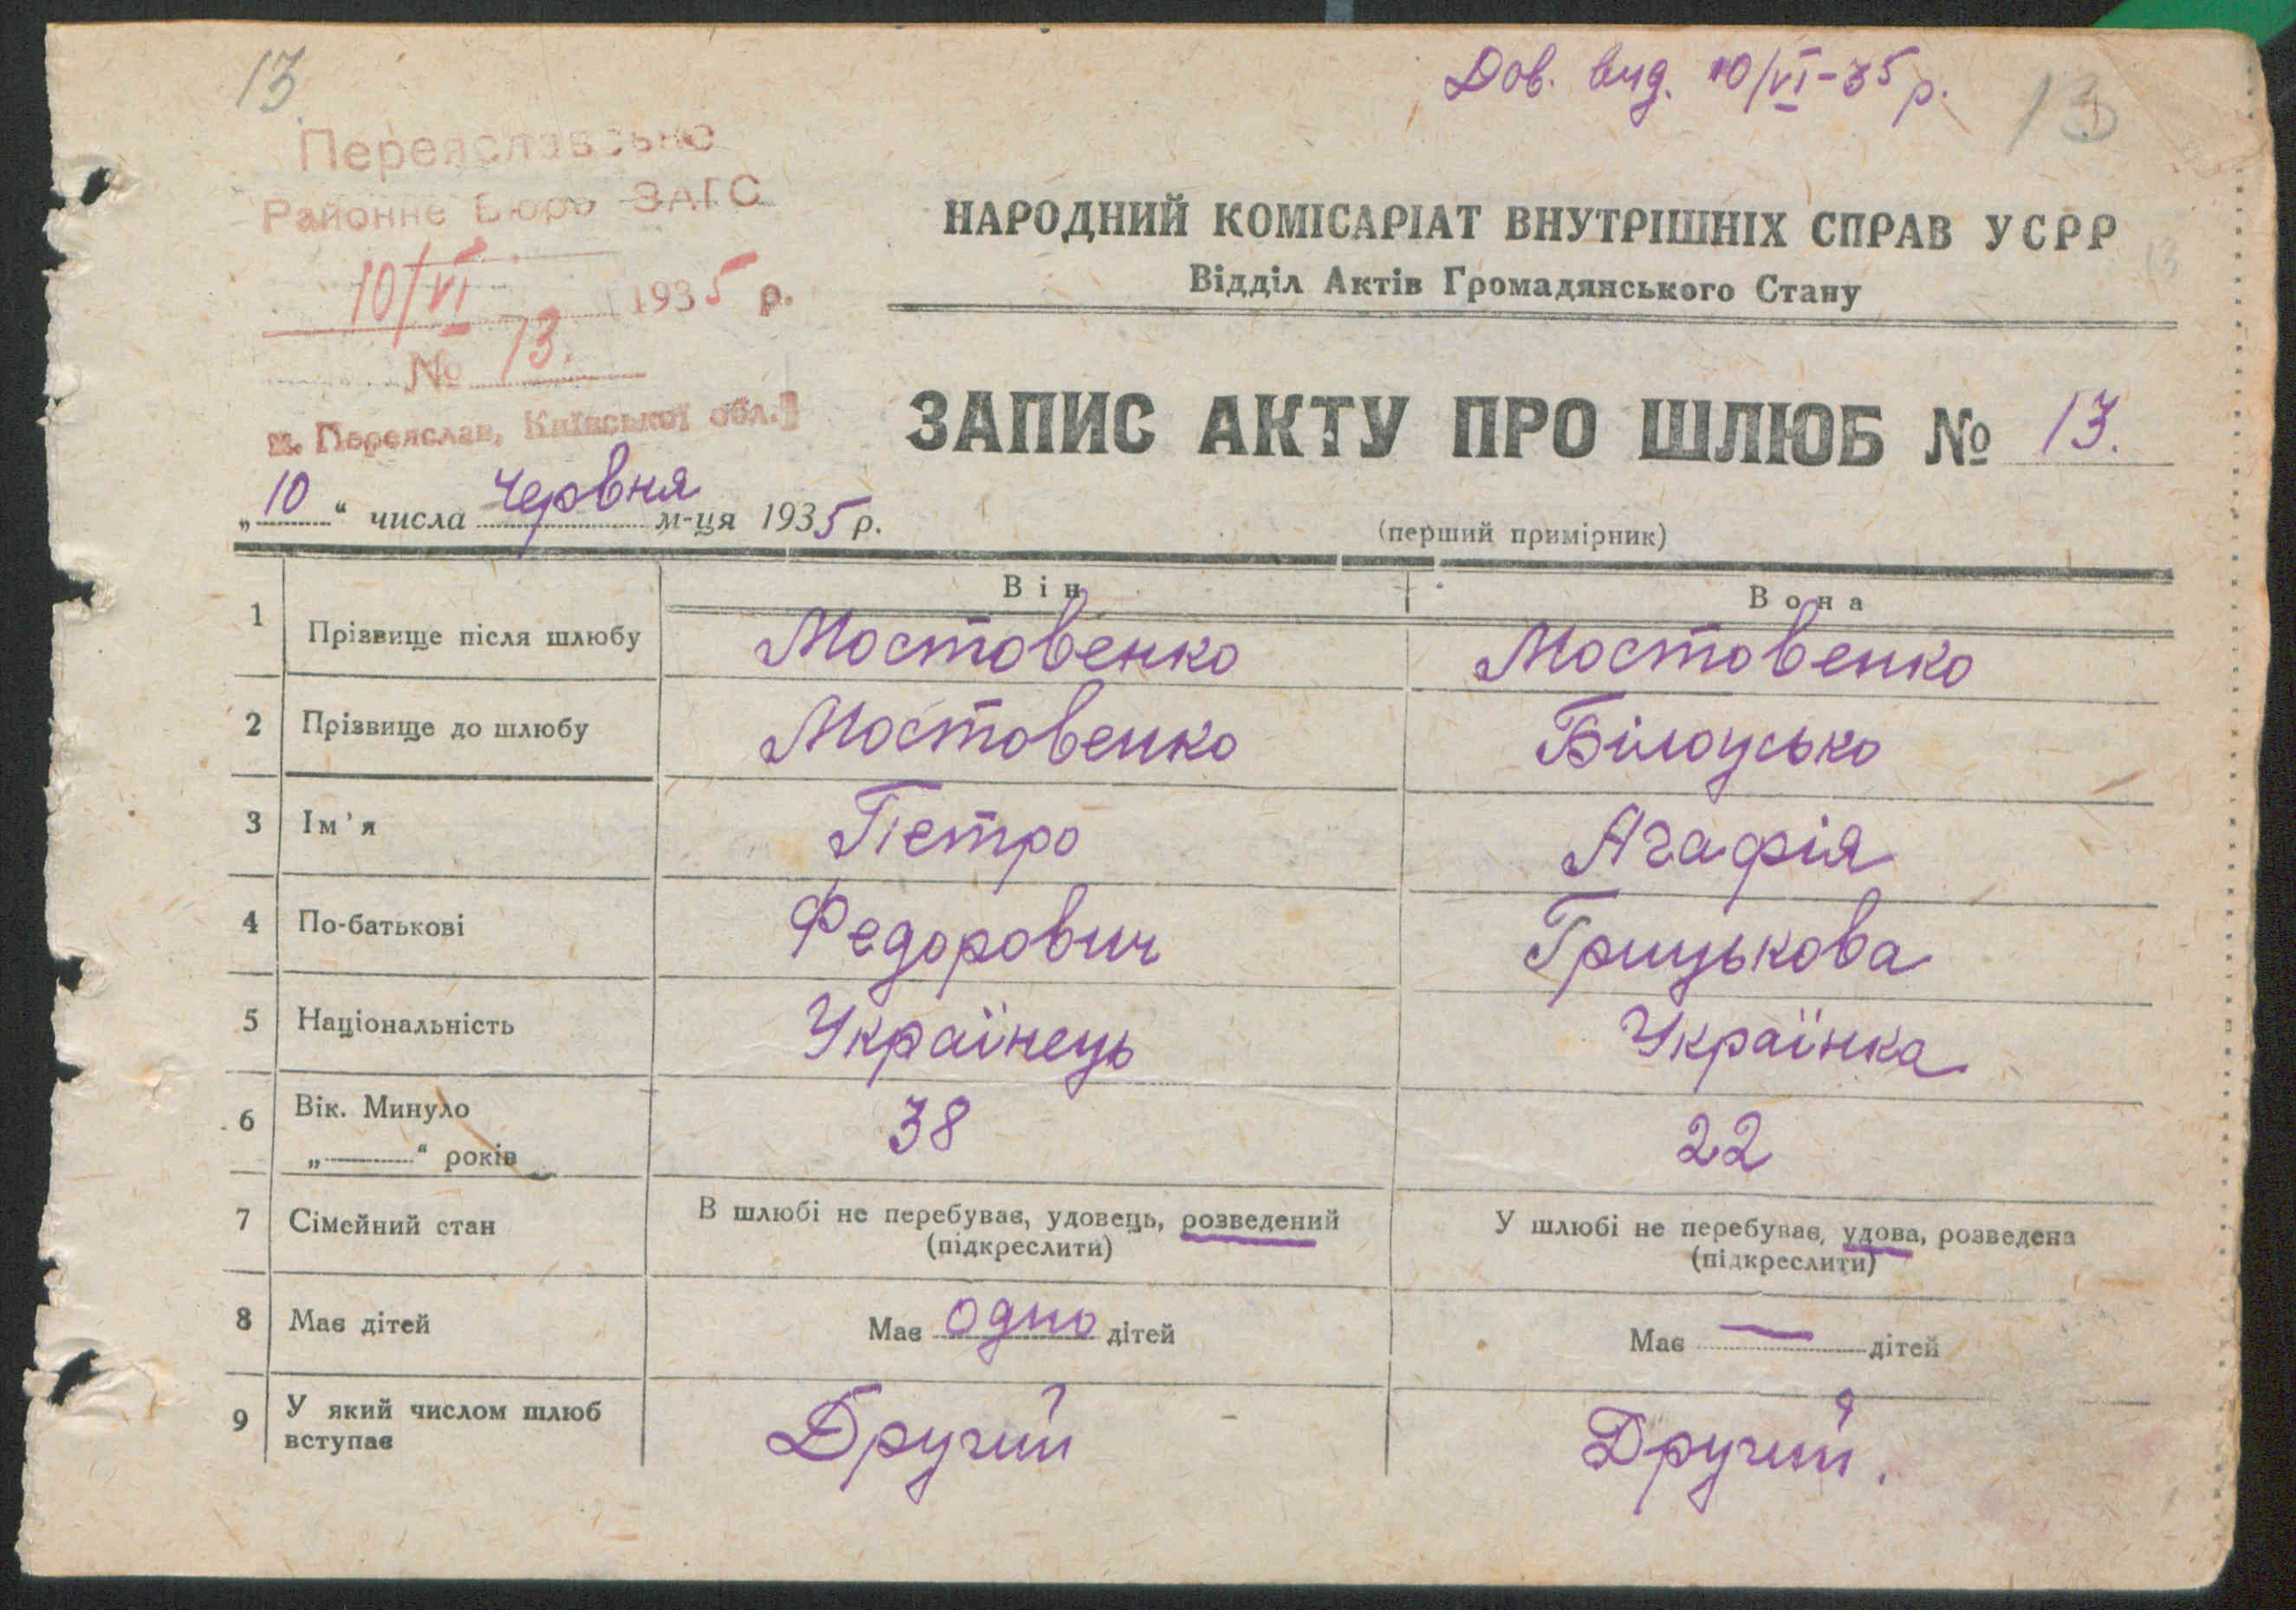 13
Дов. вид. 10/VI-35 р.
13
Переяславське
Районне Бюро ЗАГС
10/VI 1935 р.
№ 13.
м. Переяслав, Київської обл.
НАРОДНИЙ КОМІСАРІАТ ВНУТРІШНІХ СПРАВ УСРР
13
Відділ Актів Громадянського Стану
ЗАПИС АКТУ ПРО ШЛЮБ № 13.
„10“ числа Червня м-ця 1935 р.
(перший примірник)
Він Вона
1 Прізвище після шлюбу Мостовенко Мостовенко
2 Прізвище до шлюбу Мостовенко Білоусько
3 Ім'я Петро Агафія
4 По-батькові Федорович Грицькова
5 Національність Українець Українка
6 Вік. Минуло
„ “ років 38 22
7 Сімейний стан В шлюбі не перебуває, удовець, розведений У шлюбі не перебуває, удова, розведена
(підкреслити) (підкреслити)
8 Має дітей Має одно дітей Має — дітей
9 У який числом шлюб
вступає Другий Другий.